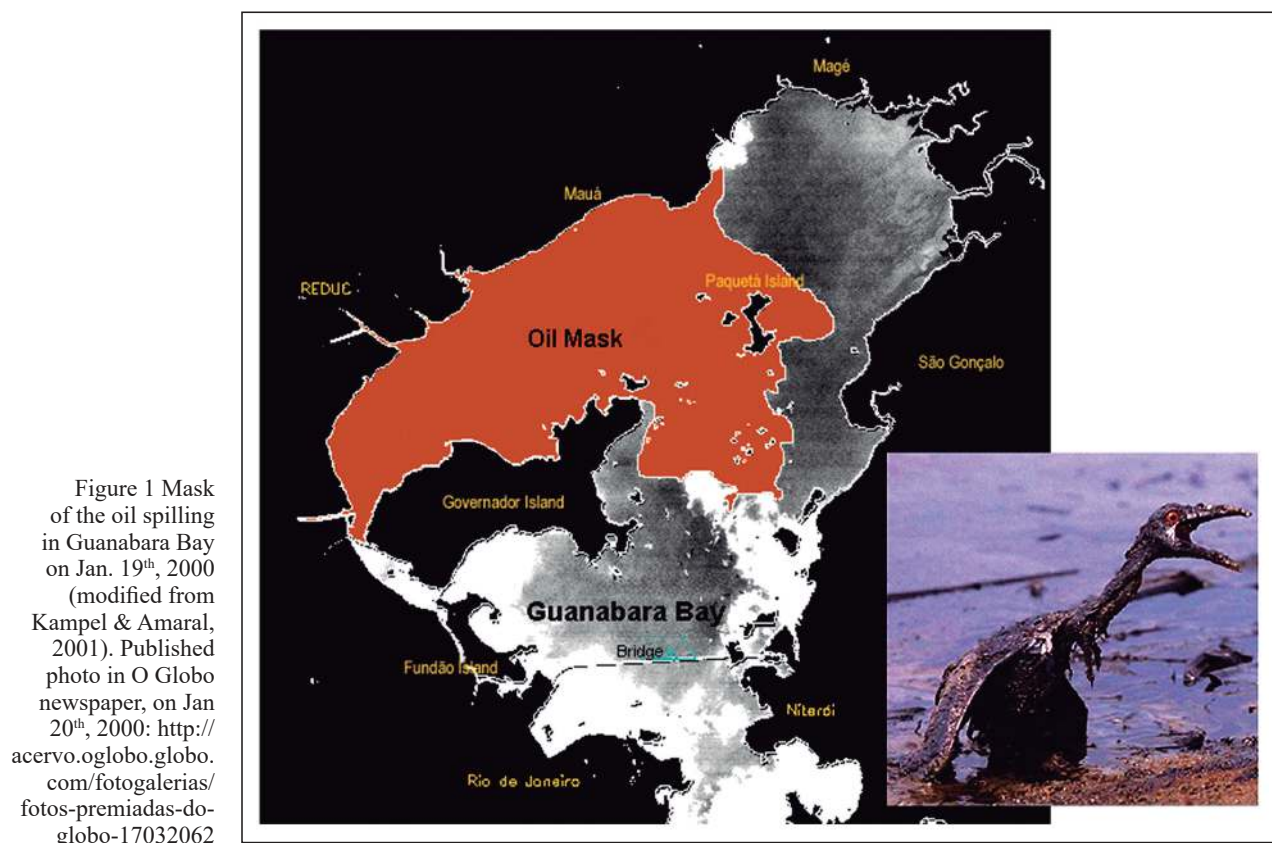 Magé
Mauá
Paquetá Island
REDUC
Oil Mask
São Gonçalo
Governador Island
Guanabara Bay
Bridge
Fundão Island
Niterói
Rio de Janeiro
Figure 1 Mask
of the oil spilling
in Guanabara Bay
on Jan. 19th, 2000
(modified from
Kampel & Amaral,
2001). Published
photo in O Globo
newspaper, on Jan
20th, 2000: http://
acervo.oglobo.globo.
com/fotogalerias/
fotos-premiadas-do-
globo-17032062